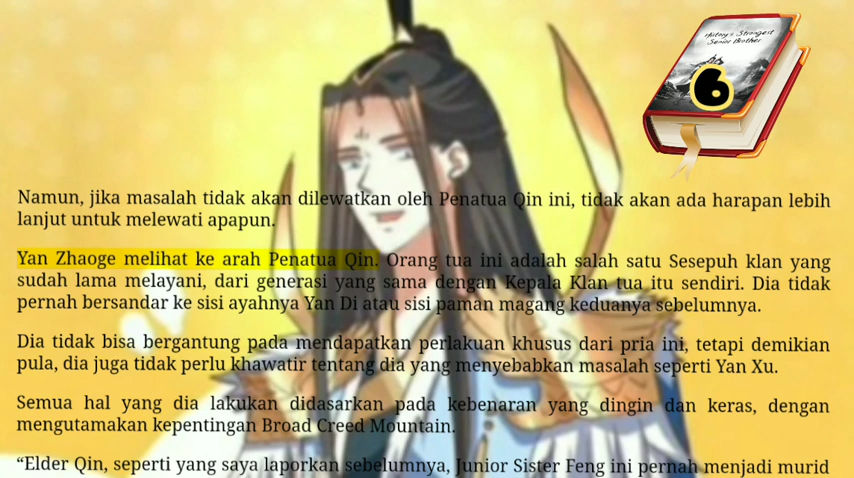 History's Strongest
Senior Brother
6
Namun, jika masalah tidak akan dilewatkan oleh Penatua Qin ini, tidak akan ada harapan lebih
lanjut untuk melewati apapun.
Yan Zhaoge melihat ke arah Penatua Qin. Orang tua ini adalah salah satu Sesepuh klan yang
sudah lama melayani, dari generasi yang sama dengan Kepala Klan tua itu sendiri. Dia tidak
pernah bersandar ke sisi ayahnya Yan Di atau sisi paman magang keduanya sebelumnya.
Dia tidak bisa bergantung pada mendapatkan perlakuan khusus dari pria ini, tetapi demikian
pula, dia juga tidak perlu khawatir tentang dia yang menyebabkan masalah seperti Yan Xu.
Semua hal yang dia lakukan didasarkan pada kebenaran yang dingin dan keras, dengan
mengutamakan kepentingan Broad Creed Mountain.
“Elder Qin, seperti yang saya laporkan sebelumnya, Junior Sister Feng ini pernah menjadi murid